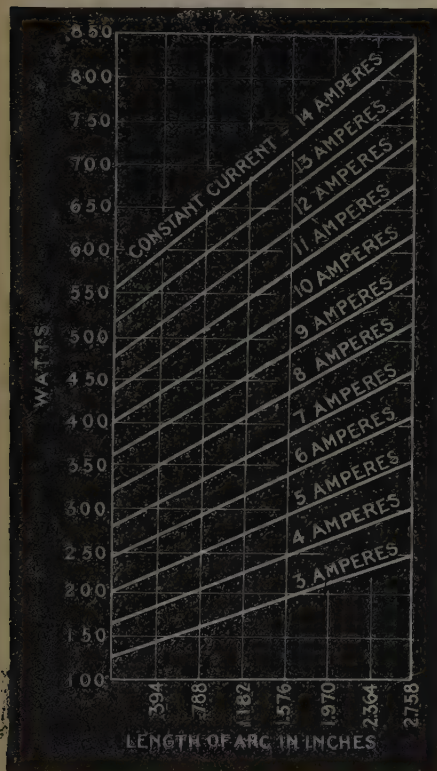 850
800
750
700
650
600
550
500
450
400
350
300
250
200
150
100
WATTS
CONSTANT CURRENT - 14 AMPERES
13 AMPERES
12 AMPERES
11 AMPERES
10 AMPERES
9 AMPERES
8 AMPERES
7 AMPERES
6 AMPERES
5 AMPERES
4 AMPERES
3 AMPERES
.394
.788
1.182
1.576
1.970
2.364
2.758
LENGTH OF ARC IN INCHES